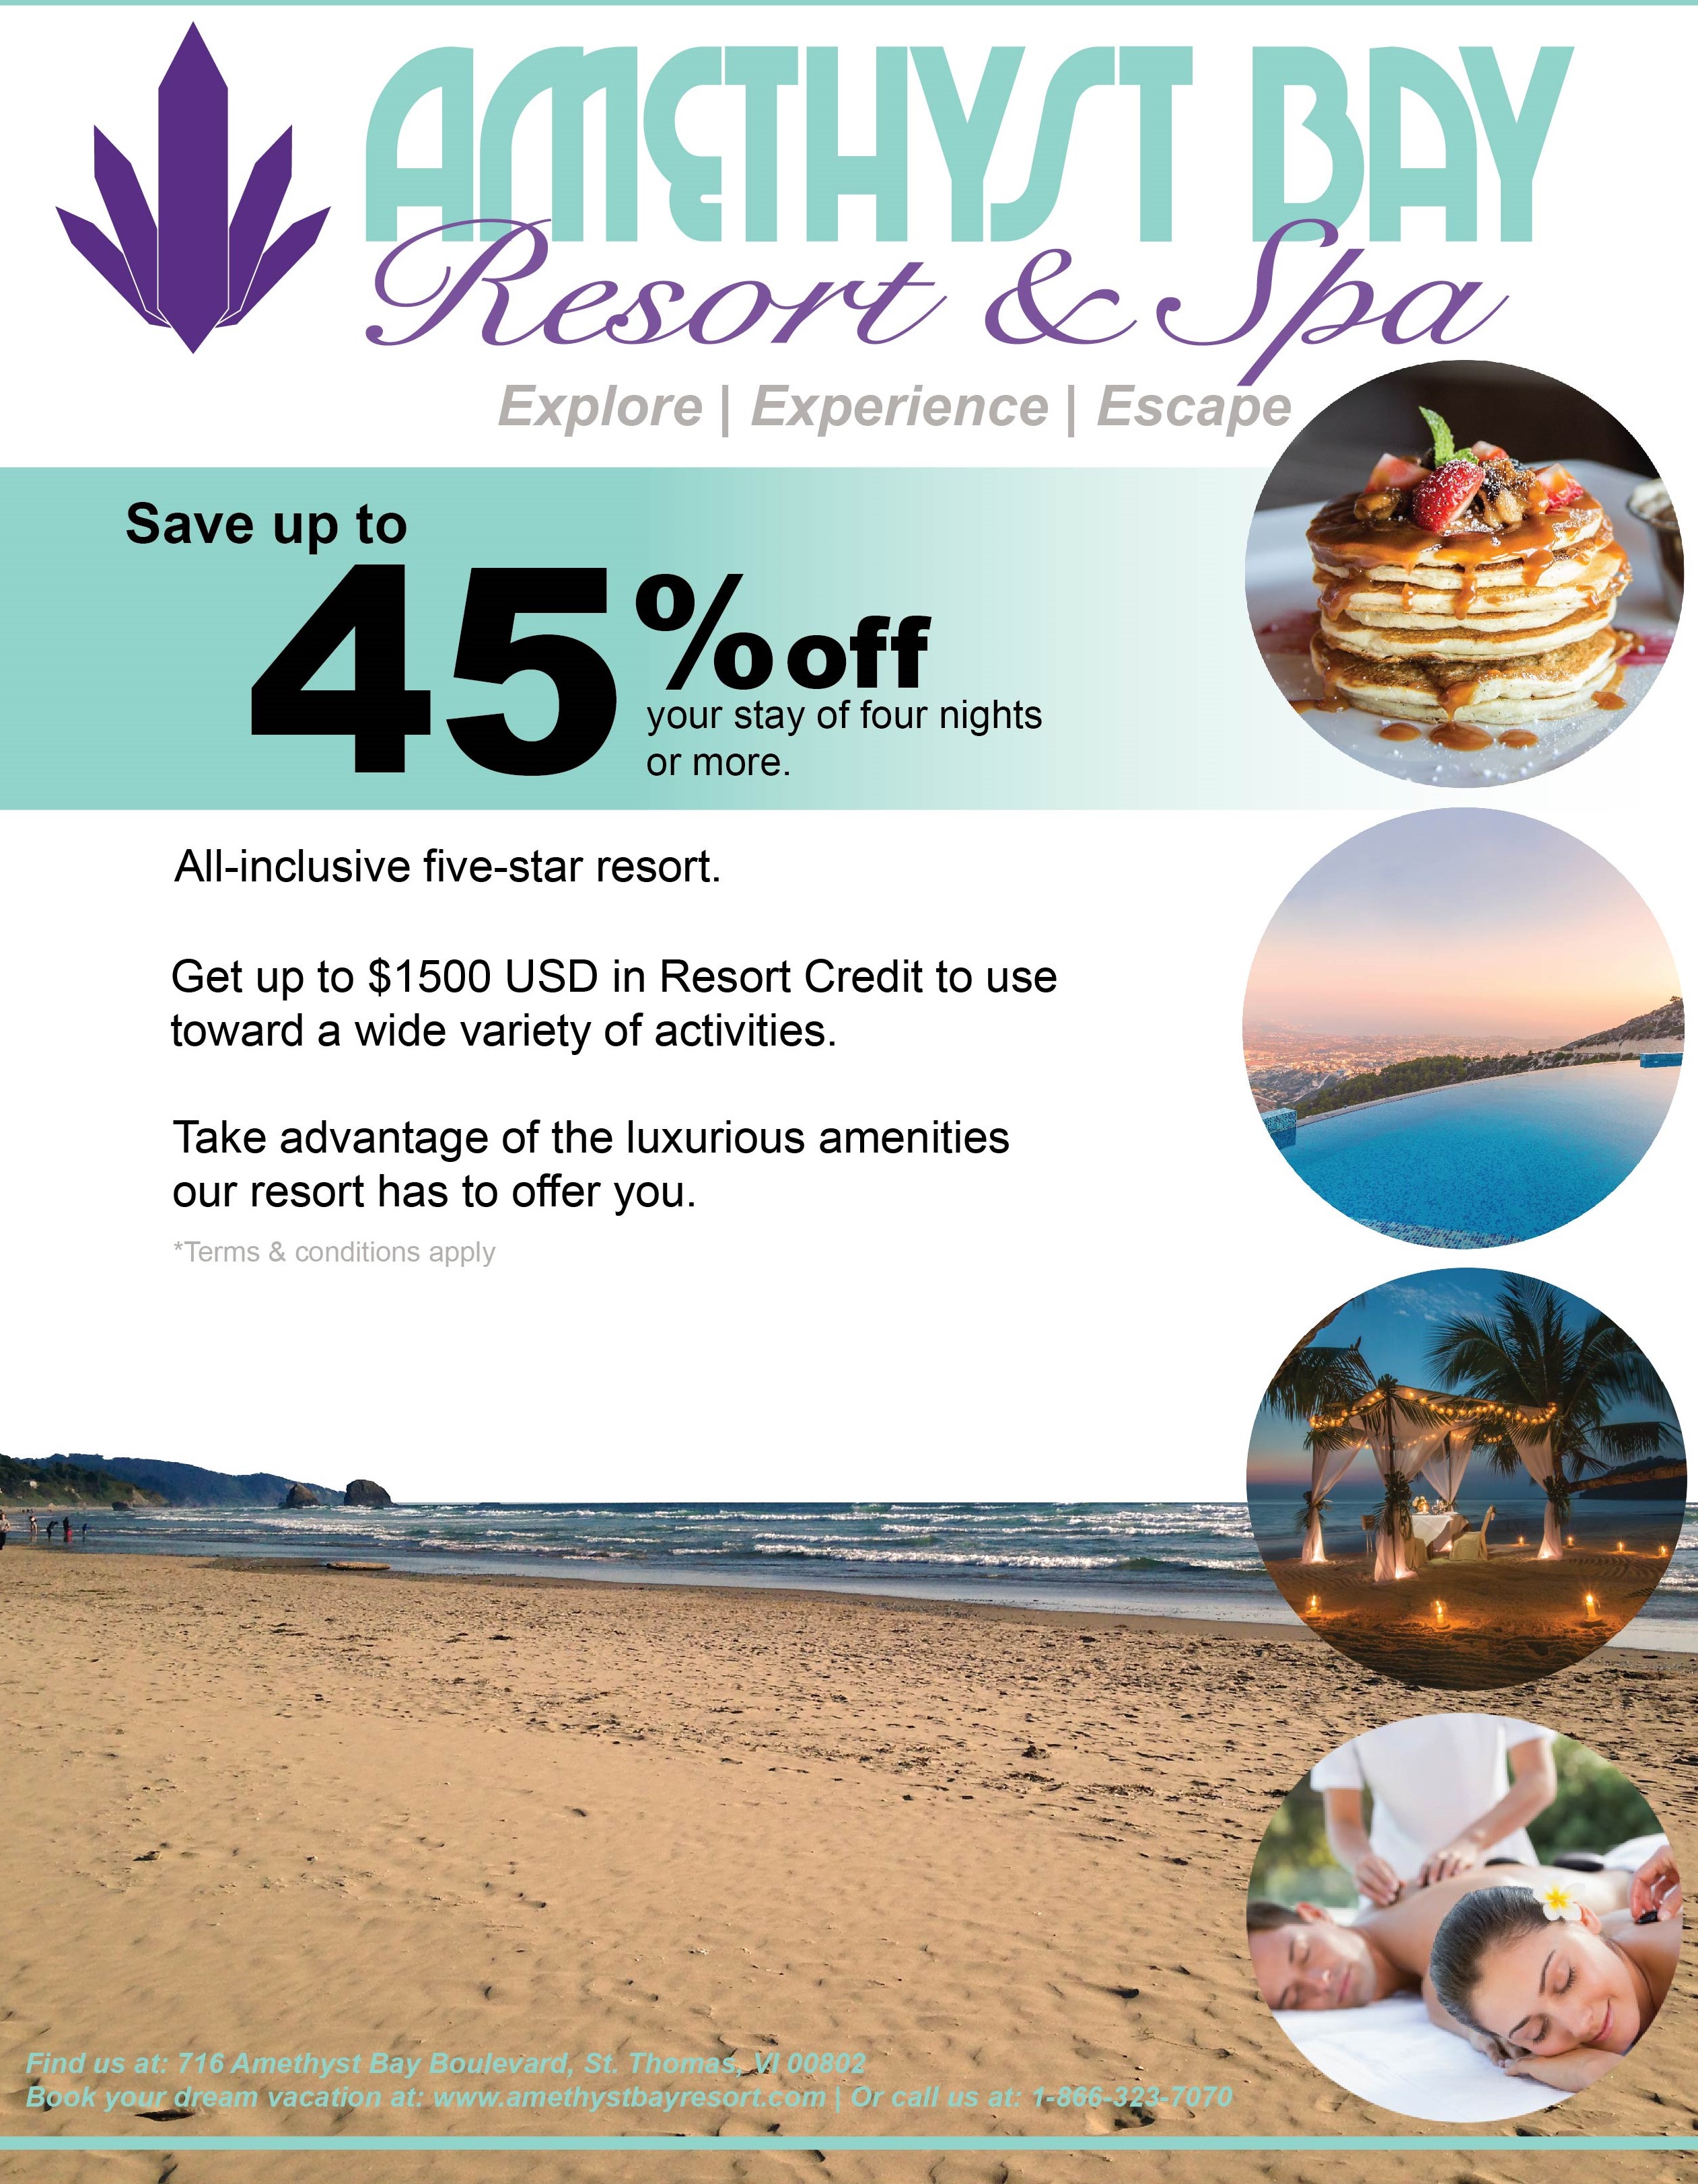 AMETHYST BAY
Resort & Spa
Explore | Experience | Escape
Save up to
45%off
your stay of four nights
or more.
All-inclusive five-star resort.
Get up to $1500 USD in Resort Credit to use
toward a wide variety of activities.
Take advantage of the luxurious amenities
our resort has to offer you.
*Terms & conditions apply
Find us at: 716 Amethyst Bay Boulevard, St. Thomas, VI 00802
Book your dream vacation at: www.amethystbayresort.com | Or call us at: 1-866-323-7070